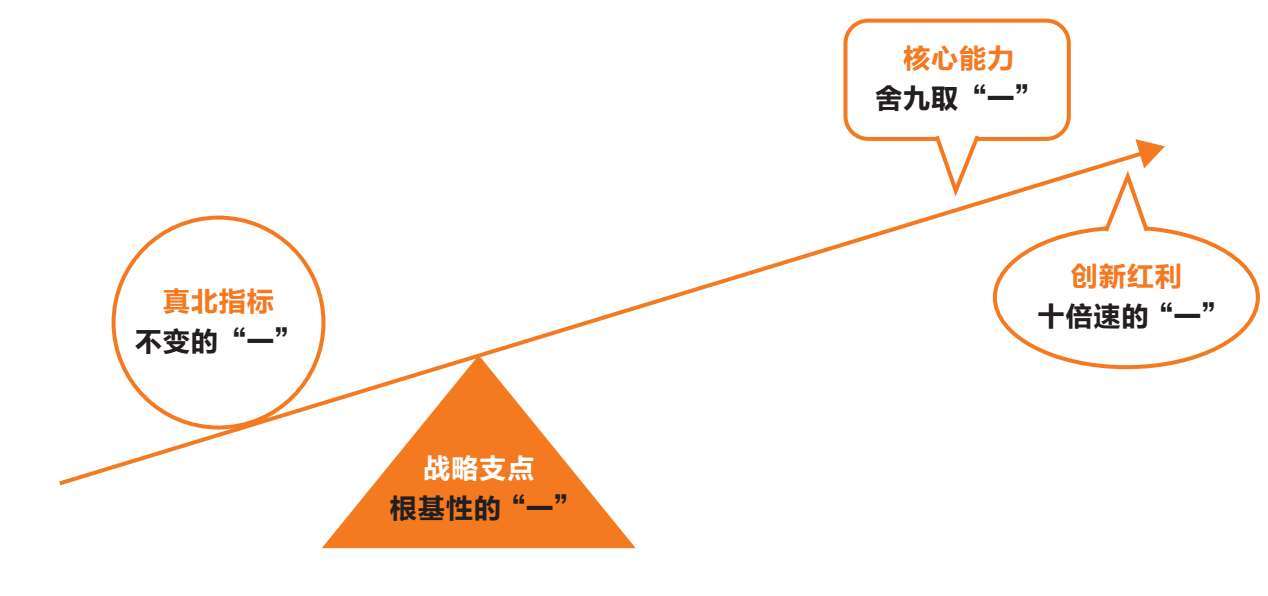 核心能力
舍九取“一”
真北指标
不变的“一”
创新红利
十倍速的“一”
战略支点
根基性的“一”